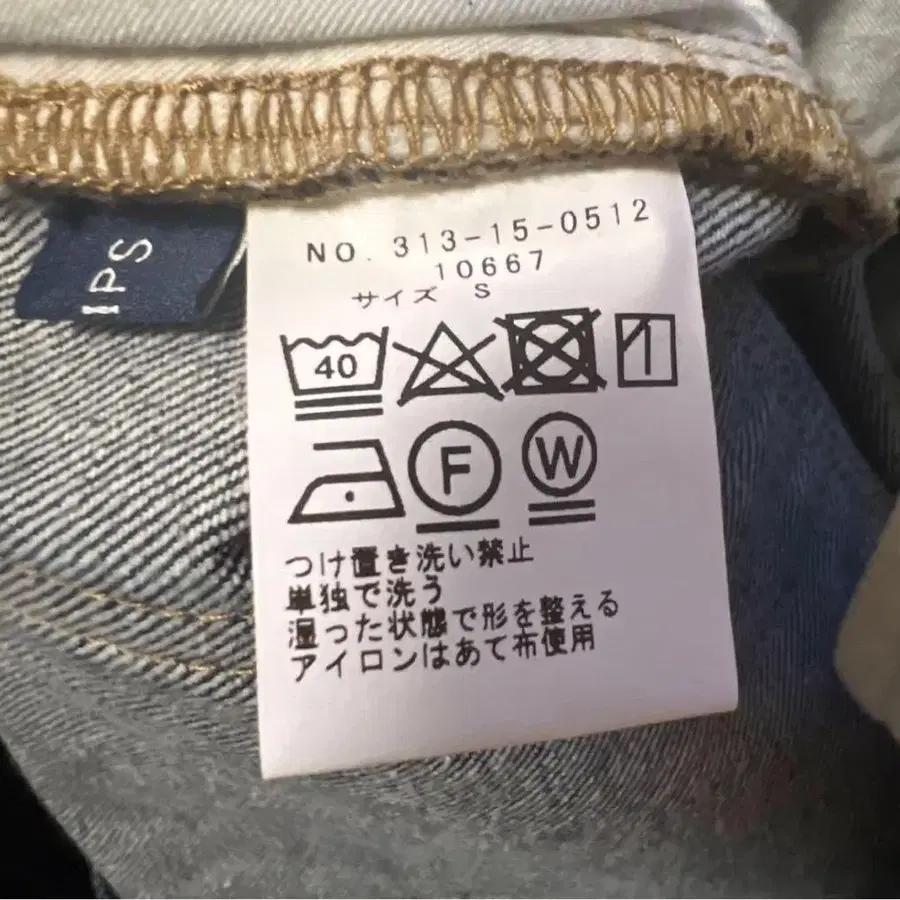 NO. 313-15-0512
10667
サイズ S
40
F
W
つけ置き洗い禁止
単独で洗う
湿った状態で形を整える
アイロンはあて布使用
PS